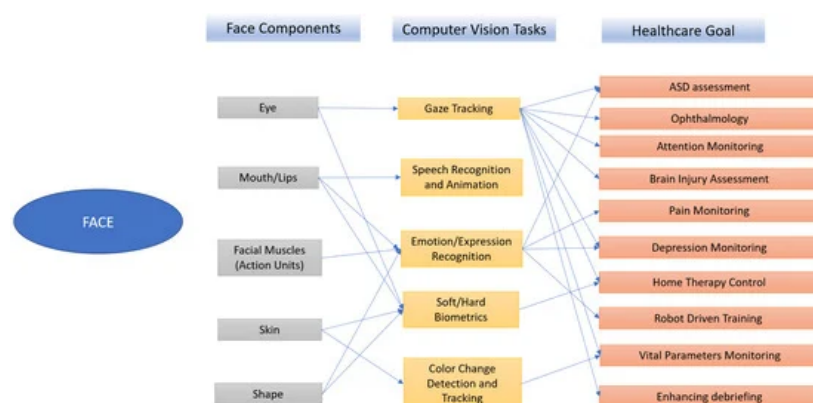 Face Components
Computer Vision Tasks
Healthcare Goal
FACE
Eye
Mouth/Lips
Facial Muscles
(Action Units)
Skin
Shape
Gaze Tracking
Speech Recognition
and Animation
Emotion/Expression
Recognition
Soft/Hard
Biometrics
Color Change
Detection and
Tracking
ASD assessment
Ophthalmology
Attention Monitoring
Brain Injury Assessment
Pain Monitoring
Depression Monitoring
Home Therapy Control
Robot Driven Training
Vital Parameters Monitoring
Enhancing debriefing